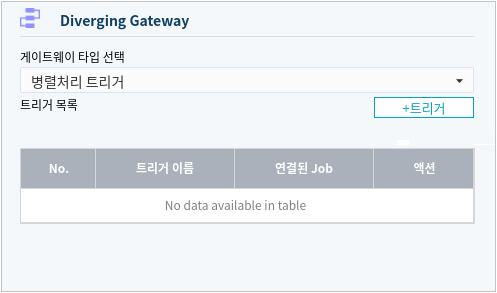 Diverging Gateway
게이트웨이 타입 선택
병렬처리 트리거
트리거 목록
+트리거
No. 트리거 이름 연결된 Job 액션
No data available in table